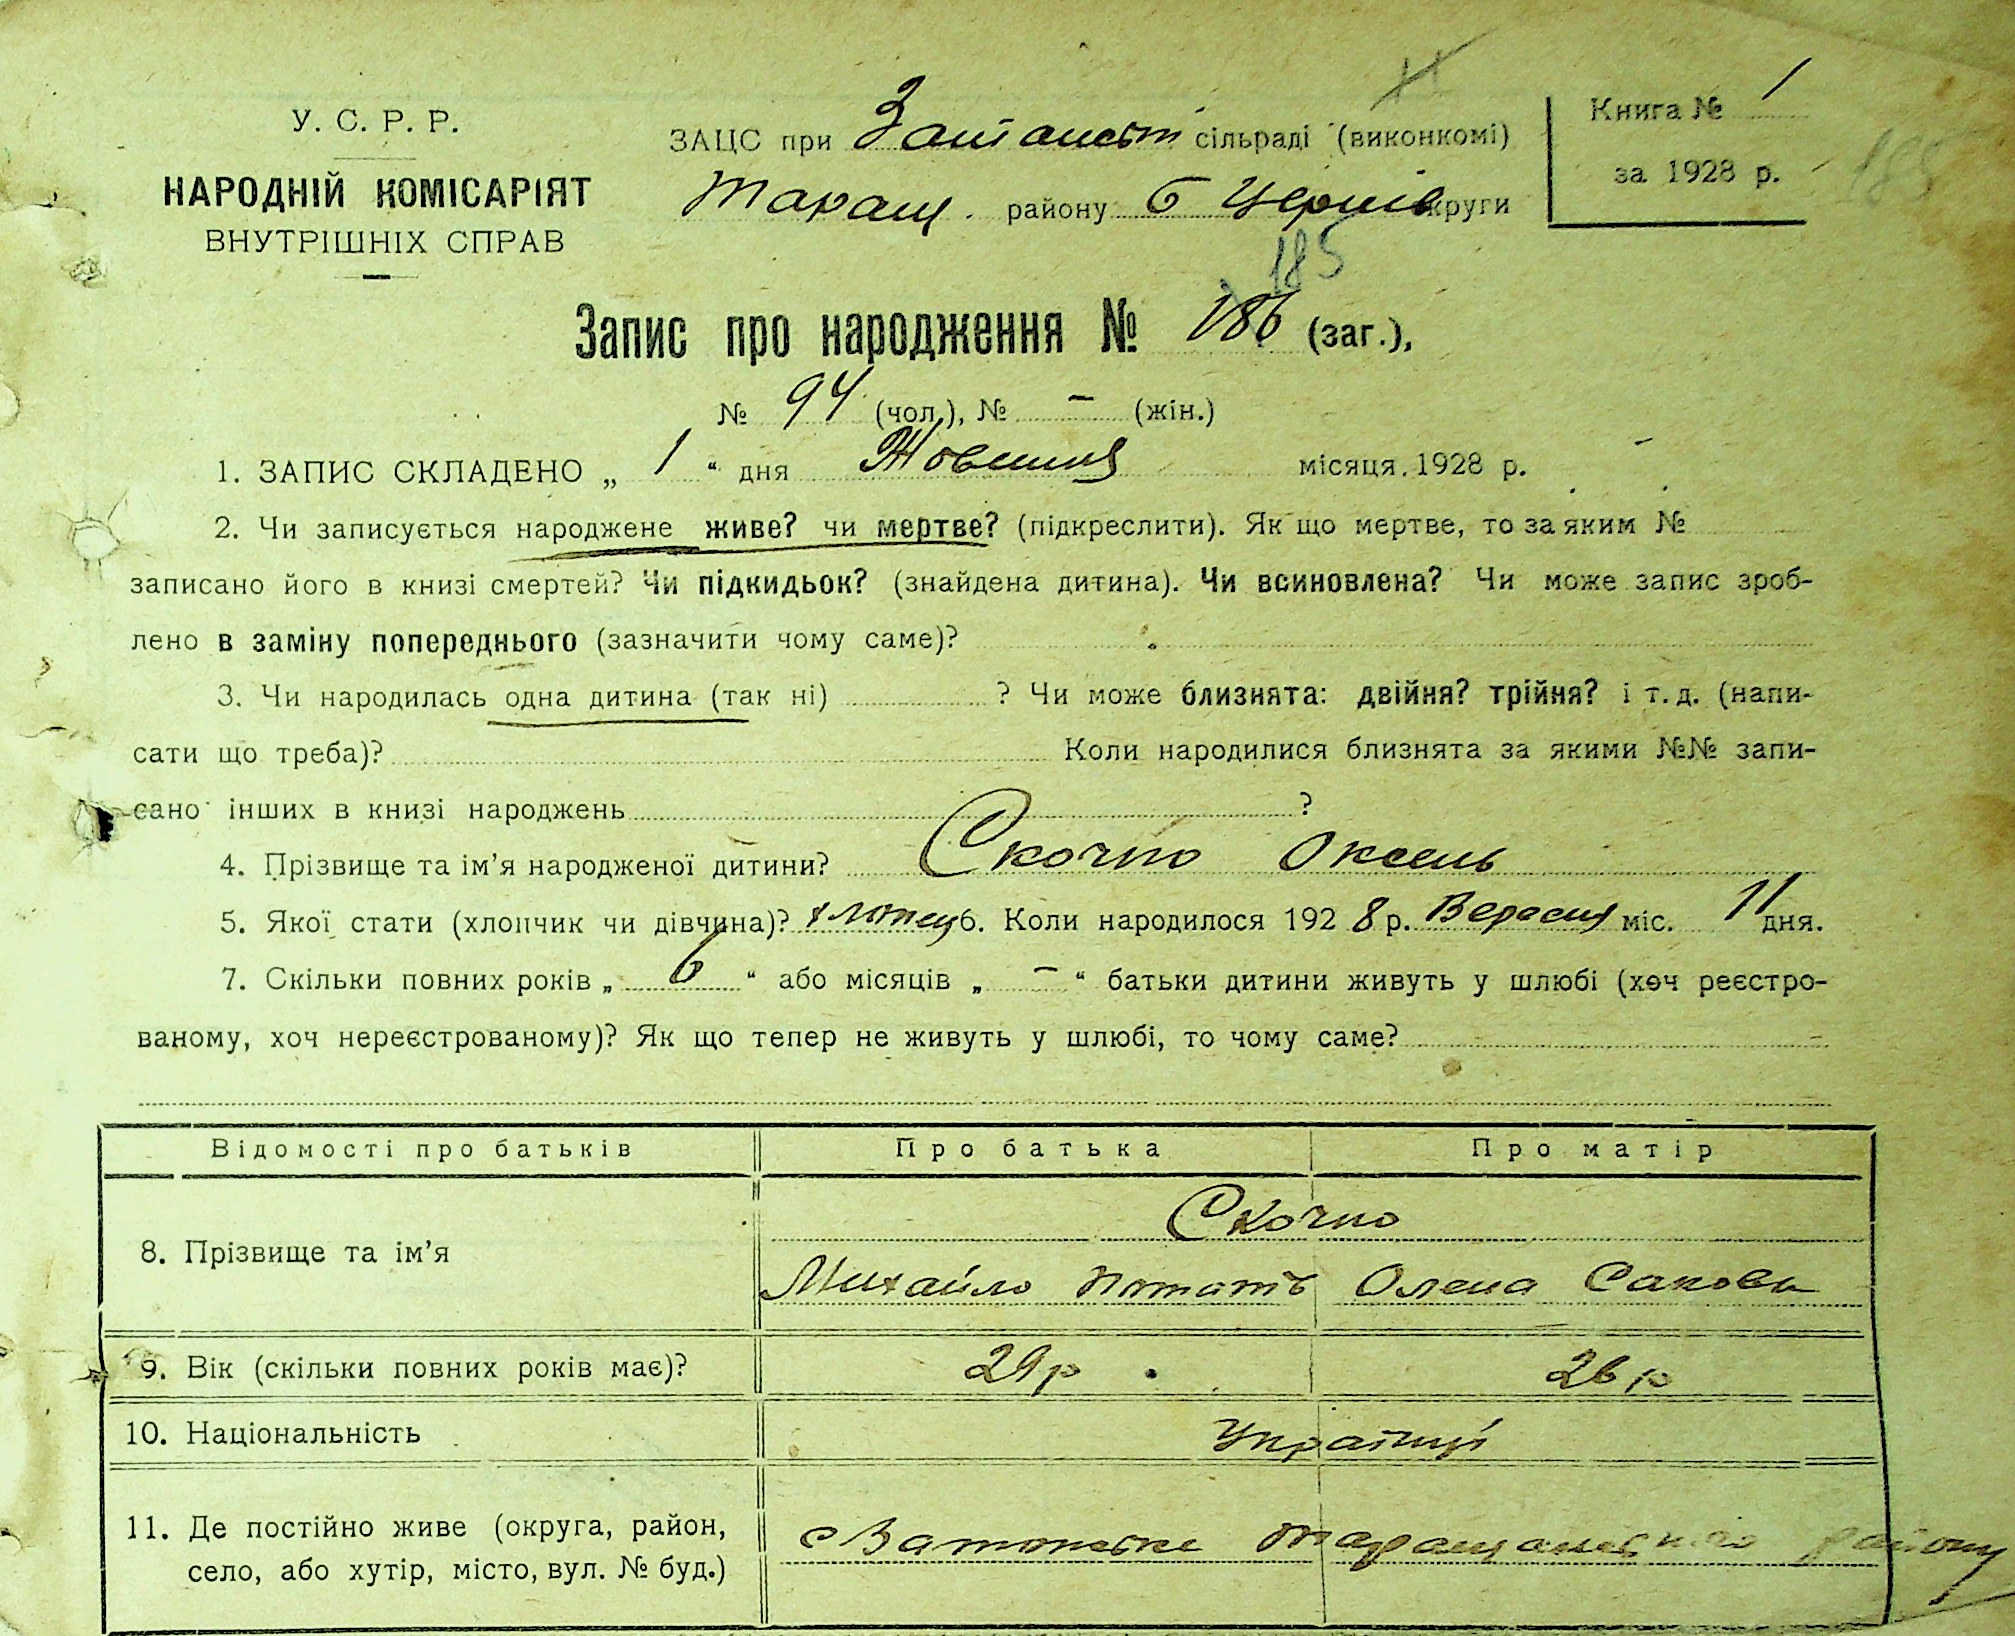 У. С. Р. Р.
НАРОДНІЙ КОМІСАРІЯТ
ВНУТРІШНІХ СПРАВ
ЗАЦС при сільраді (виконкомі)
Таращ. району Б Церків округи
Книга № 1
за 1928 р.
185
185
Запис про народження № 186 (заг.),
№ 94 (чол.), № – (жін.)
1. ЗАПИС СКЛАДЕНО „ 1 “ дня Жовтня місяця 1928 р.
2. Чи записується народжене живе? чи мертве? (підкреслити). Як що мертве, то за яким №
записано його в книзі смертей? Чи підкидьок? (знайдена дитина). Чи всиновлена? Чи може запис зроб-
лено в заміну попереднього (зазначити чому саме)?
3. Чи народилась одна дитина (так ні) ? Чи може близнята: двійня? трійня? і т. д. (напи-
сати що треба)? Коли народилися близнята за якими №№ запи-
сано інших в книзі народжень ?
4. Прізвище та ім’я народженої дитини? Скочко
5. Якої стати (хлопчик чи дівчина)? хлопец 6. Коли народилося 1928 р. Вересня міс. 11 дня.
7. Скільки повних років „ 6 “ або місяців „ – “ батьки дитини живуть у шлюбі (хоч реєстро-
ваному, хоч нереєстрованому)? Як що тепер не живуть у шлюбі, то чому саме?
Відомості про батьків Про батька Про матір
8. Прізвище та ім’я Скочко
Михайло Олена
9. Вік (скільки повних років має)? 29 р 26 р
10. Національність Українці
11. Де постійно живе (округа, район,
село, або хутір, місто, вул. № буд.)
Таращанського району